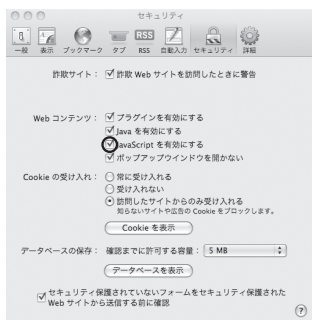 セキュリティ
RSS
一般 表示 ブックマーク タブ RSS 自動入力 セキュリティ 詳細
詐欺サイト： 詐欺 Web サイトを訪問したときに警告
Web コンテンツ： プラグインを有効にする
Java を有効にする
JavaScript を有効にする
ポップアップウインドウを開かない
Cookie の受け入れ： 常に受け入れる
受け入れない
訪問したサイトからのみ受け入れる
知らないサイトや広告の Cookie をブロックします。
Cookie を表示
データベースの保存： 確認までに許可する容量： 5 MB
データベースを表示
セキュリティ保護されていないフォームをセキュリティ保護された
Web サイトから送信する前に確認
?